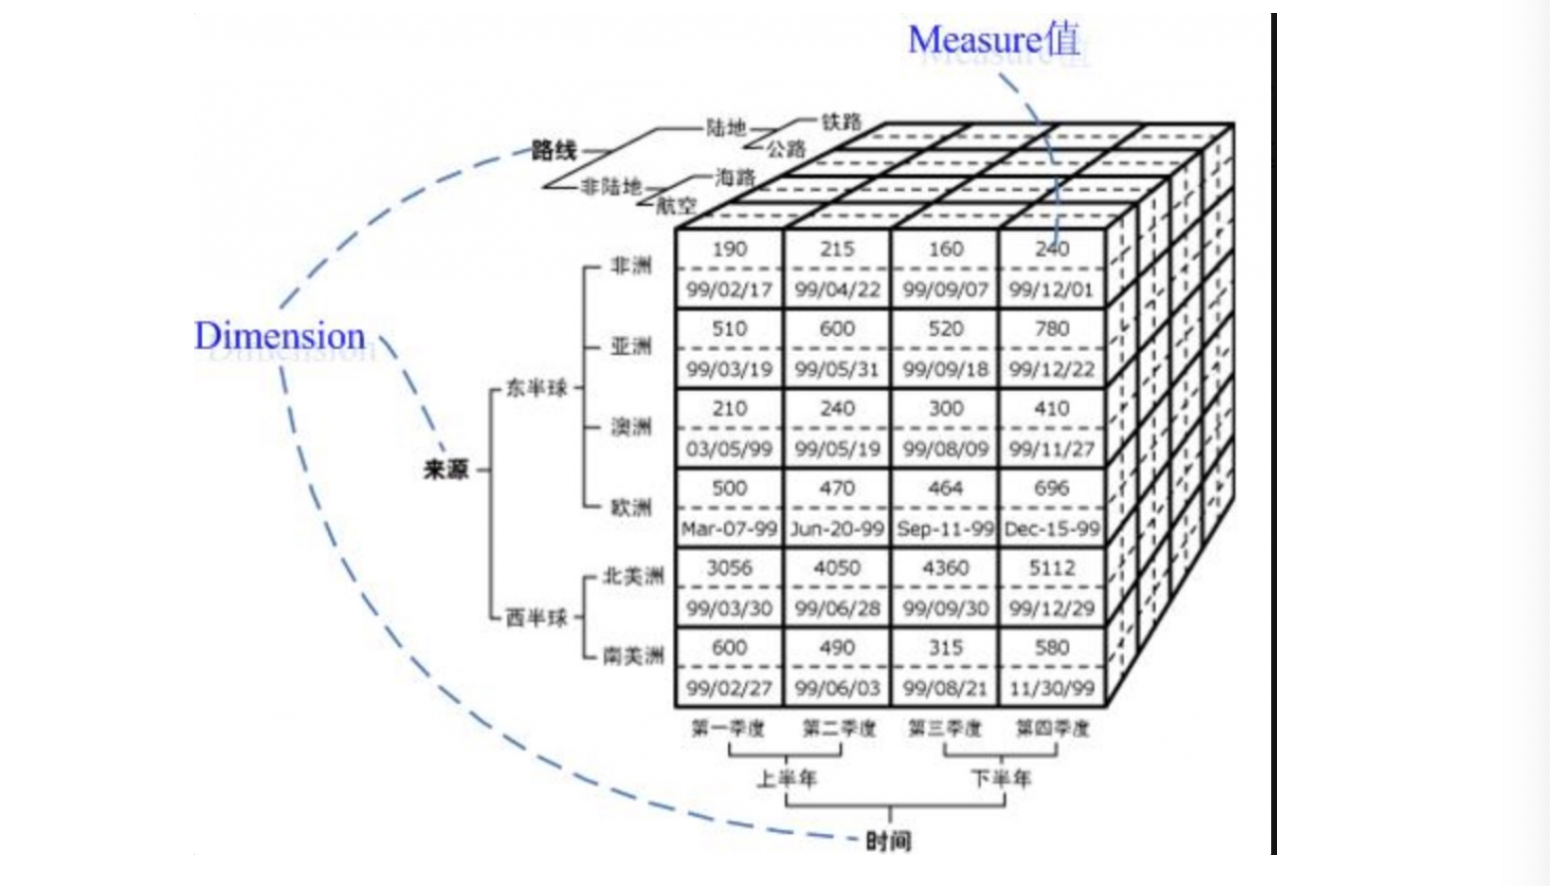 Measure值
铁路
陆地
路线
公路
海路
非陆地
航空
190 215 160 240
非洲
99/02/17 99/04/22 99/09/07 99/12/01
510 600 520 780
Dimension
亚洲
99/03/19 99/05/31 99/09/18 99/12/22
东半球
210 240 300 410
澳洲
03/05/99 99/05/19 99/08/09 99/11/27
来源
500 470 464 696
欧洲
Mar-07-99 Jun-20-99 Sep-11-99 Dec-15-99
3056 4050 4360 5112
北美洲
99/03/30 99/06/28 99/09/30 99/12/29
西半球
600 490 315 580
南美洲
99/02/27 99/06/03 99/08/21 11/30/99
第一季度 第二季度 第三季度 第四季度
上半年 下半年
时间